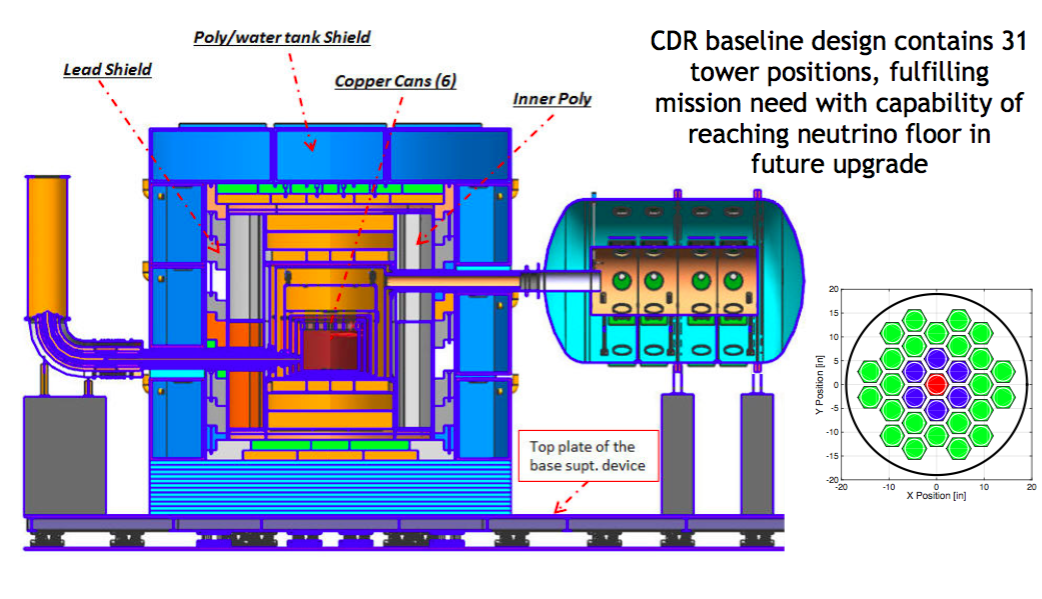 Poly/water tank Shield
Lead Shield
Copper Cans (6)
Inner Poly
CDR baseline design contains 31
tower positions, fulfilling
mission need with capability of
reaching neutrino floor in
future upgrade
Top plate of the
base supt. device
Y Position [in]
20
15
10
5
0
-5
-10
-15
-20
-20
-10
0
10
20
X Position [in]